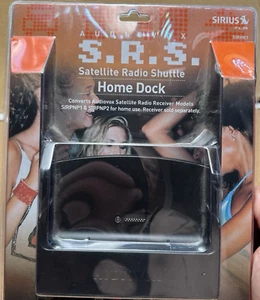 SIRIUS
AUDIOVOX
S.R.S.
Satellite Radio Shuttle
Home Dock
Converts Audiovox Satellite Radio Receiver Models
SIRPNP1 & SIRPNP2 for home use. Receiver sold separately.